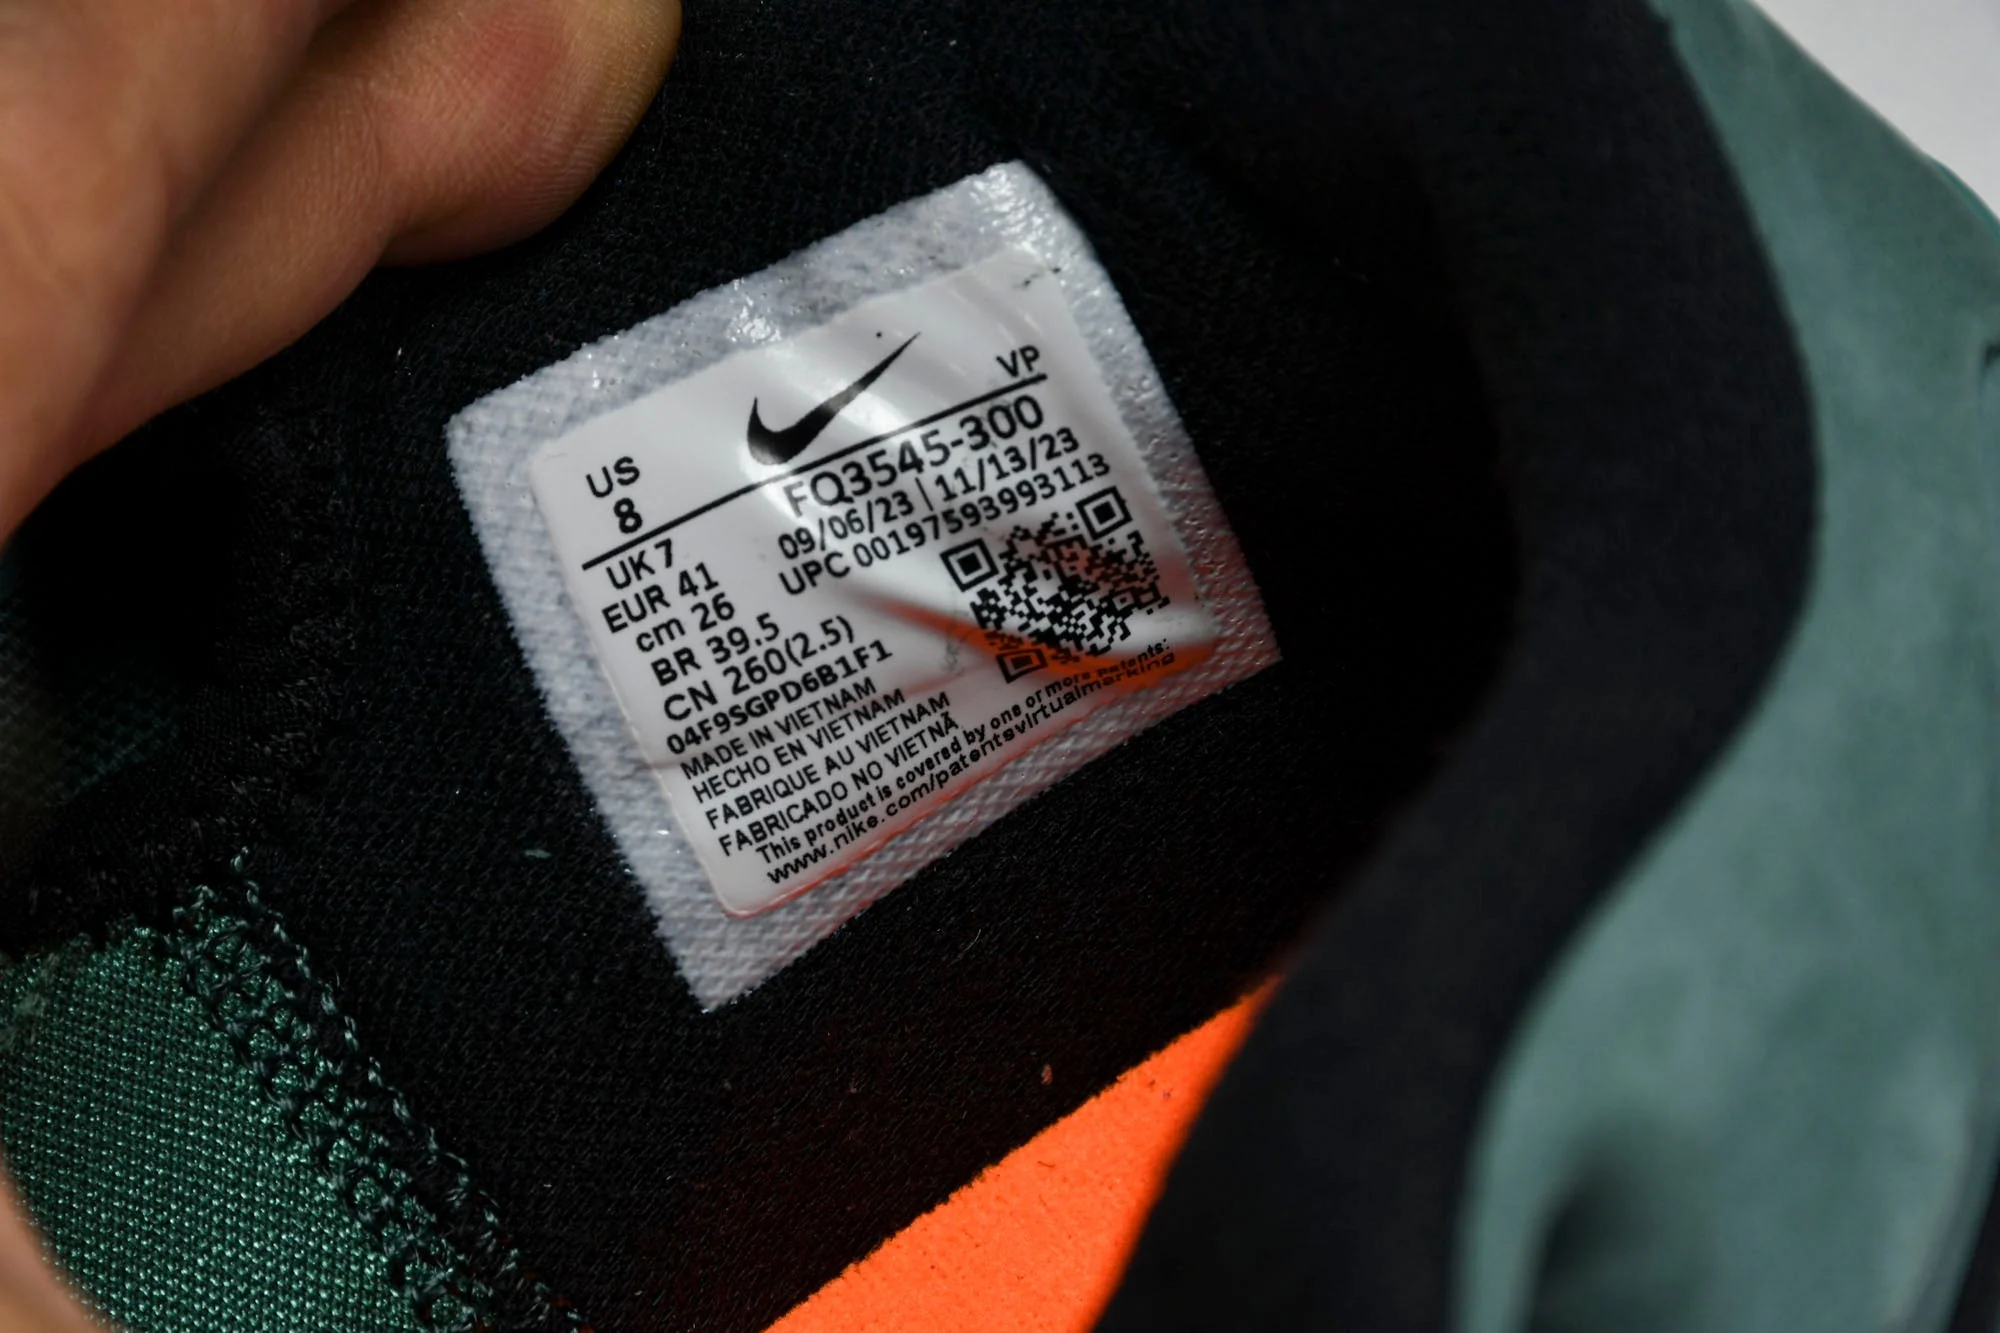 VP
US
8
FQ3545-300
09/06/23 | 11/13/23
UPC 00197593993113
UK 7
EUR 41
cm 26
BR 39.5
CN 260(2.5)
04F9SGPD6B1F1
MADE IN VIETNAM
HECHO EN VIETNAM
FABRIQUE AU VIETNAM
FABRICADO NO VIETNÃ
This product is covered by one or more patents:
www.nike.com/patentsvirtualmarking